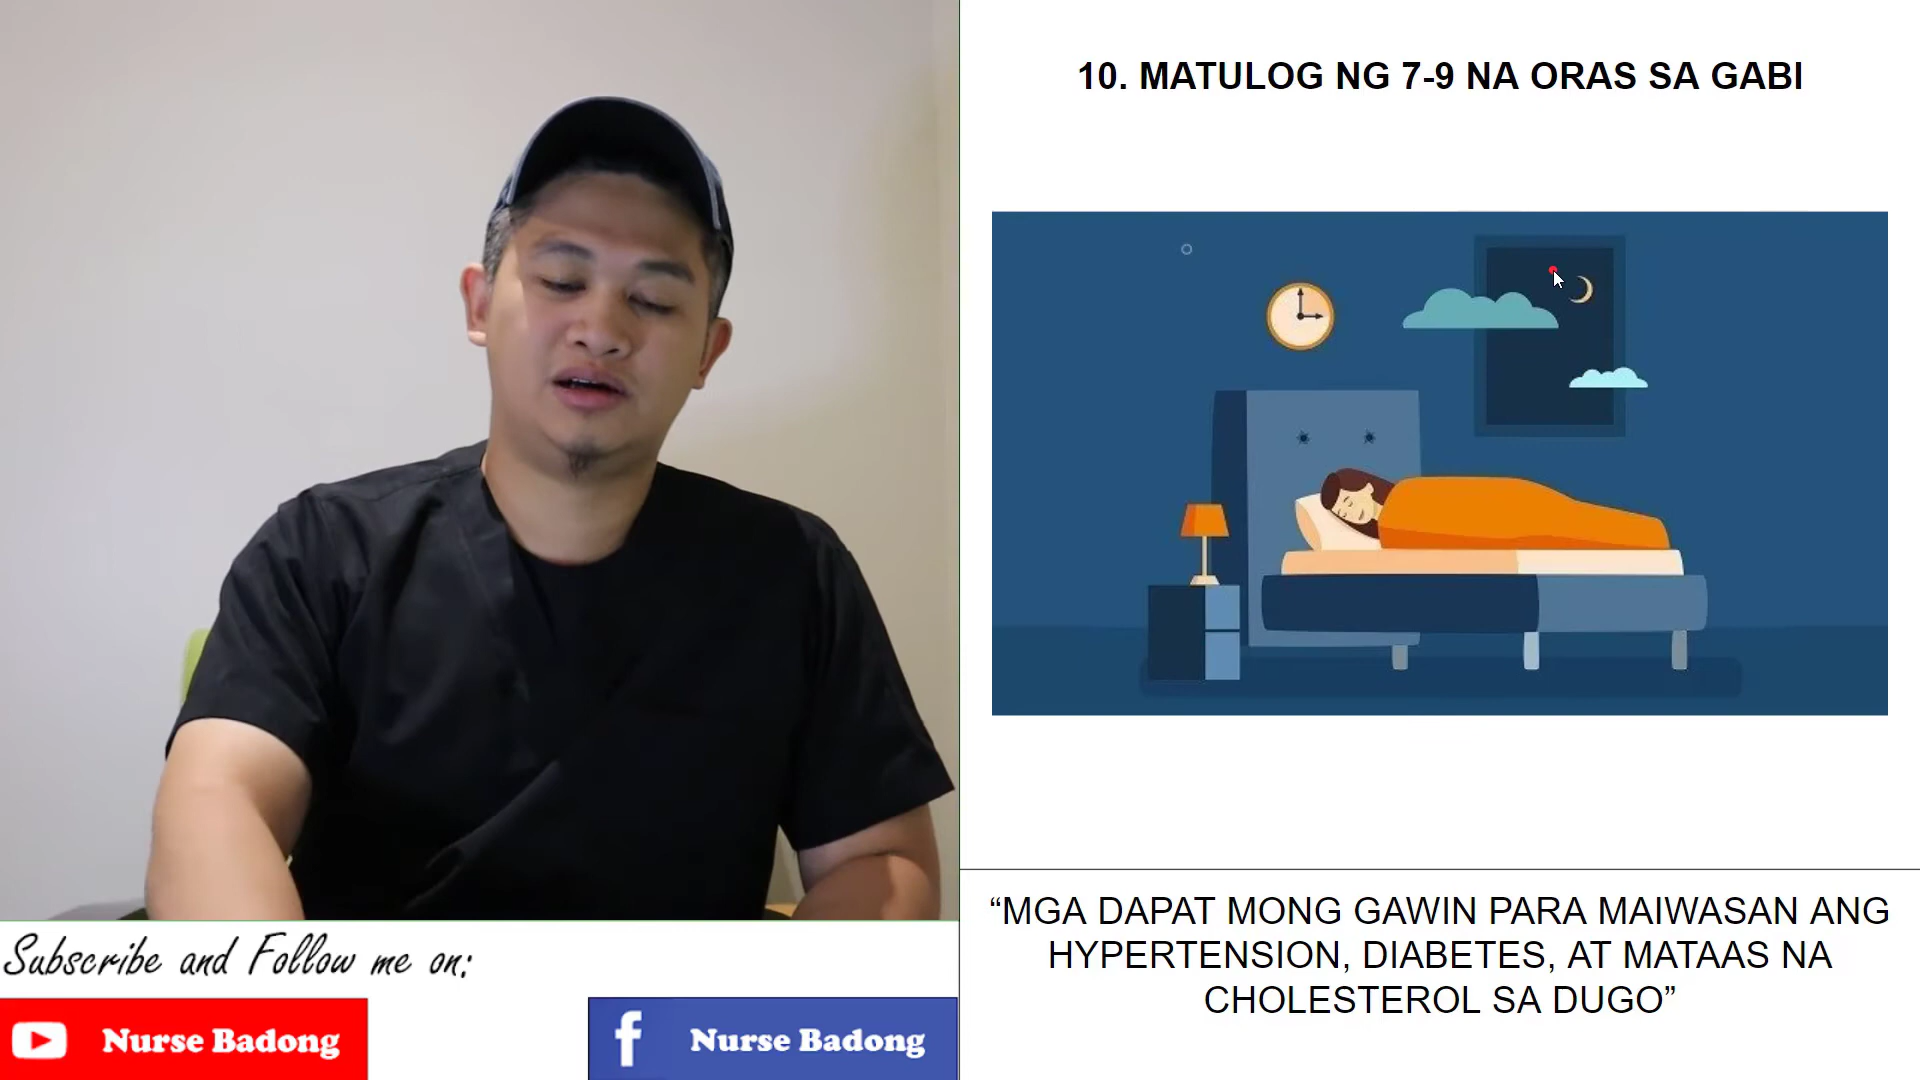 10. MATULOG NG 7-9 NA ORAS SA GABI
“MGA DAPAT MONG GAWIN PARA MAIWASAN ANG
HYPERTENSION, DIABETES, AT MATAAS NA
CHOLESTEROL SA DUGO”
Subscribe and Follow me on:
Nurse Badong
Nurse Badong